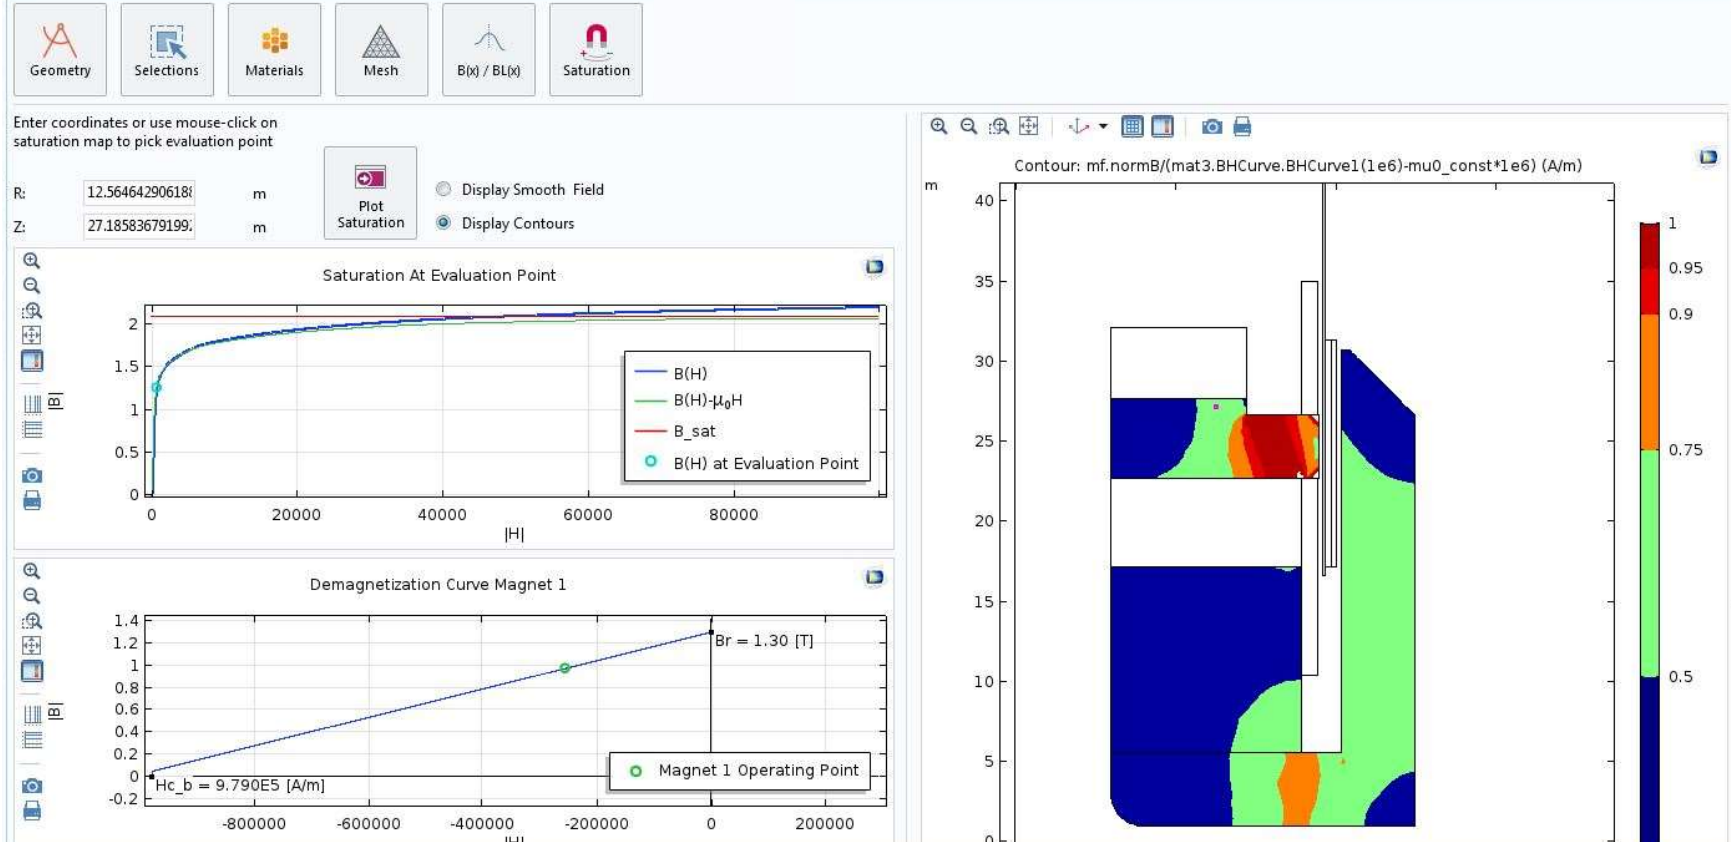 Geometry
Selections
Materials
Mesh
B(x) / BL(x)
Saturation
Enter coordinates or use mouse-click on
saturation map to pick evaluation point
R: 12.56464290618 m
Z: 27.1858367919 m
Plot
Saturation
Display Smooth Field
Display Contours
Saturation At Evaluation Point
2
1.5
1
0.5
0
|B|
0 20000 40000 60000 80000
|H|
B(H)
B(H)-μ₀H
B_sat
B(H) at Evaluation Point
Demagnetization Curve Magnet 1
1.4
1.2
1
0.8
0.6
0.4
0.2
0
-0.2
|B|
Br = 1.30 [T]
Hc_b = 9.790E5 [A/m]
Magnet 1 Operating Point
-800000 -600000 -400000 -200000 0 200000
|H|
Contour: mf.normB/(mat3.BHCurve.BHCurve1(1e6)-mu0_const*1e6) (A/m)
m
40
35
30
25
20
15
10
5
0
1
0.95
0.9
0.75
0.5